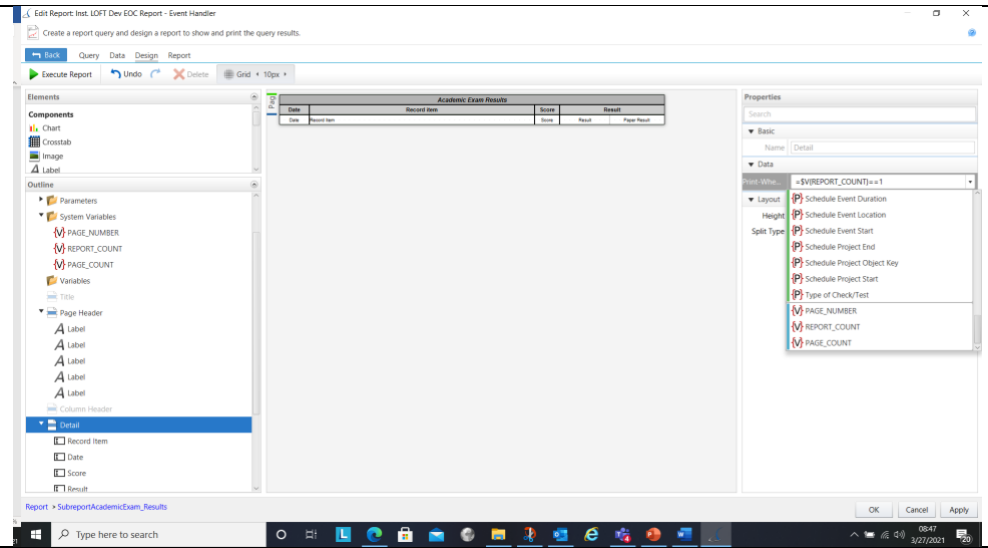 Edit Report: Inst. LOFT Dev EOC Report - Event Handler
Create a report query and design a report to show and print the query results.
Back Query Data Design Report
Execute Report Undo Delete Grid 10px
Elements
Components
Chart
Crosstab
Image
Label
Outline
Parameters
System Variables
{V} PAGE_NUMBER
{V} REPORT_COUNT
{V} PAGE_COUNT
Variables
Title
Page Header
A Label
A Label
A Label
A Label
A Label
Column Header
Detail
Record Item
Date
Score
Result
Pag
Academic Exam Results
Date Record Item Score Result
Date Record Item Score Result Paper Result
Properties
Search
Basic
Name Detail
Data
Print-Whe... =$V{REPORT_COUNT}==1
Layout
Height
Split Type
{P} Schedule Event Duration
{P} Schedule Event Location
{P} Schedule Event Start
{P} Schedule Project End
{P} Schedule Project Object Key
{P} Schedule Project Start
{P} Type of Check/Test
{V} PAGE_NUMBER
{V} REPORT_COUNT
{V} PAGE_COUNT
Report > SubreportAcademicExam_Results
OK Cancel Apply
Type here to search
08:47
3/27/2021
20